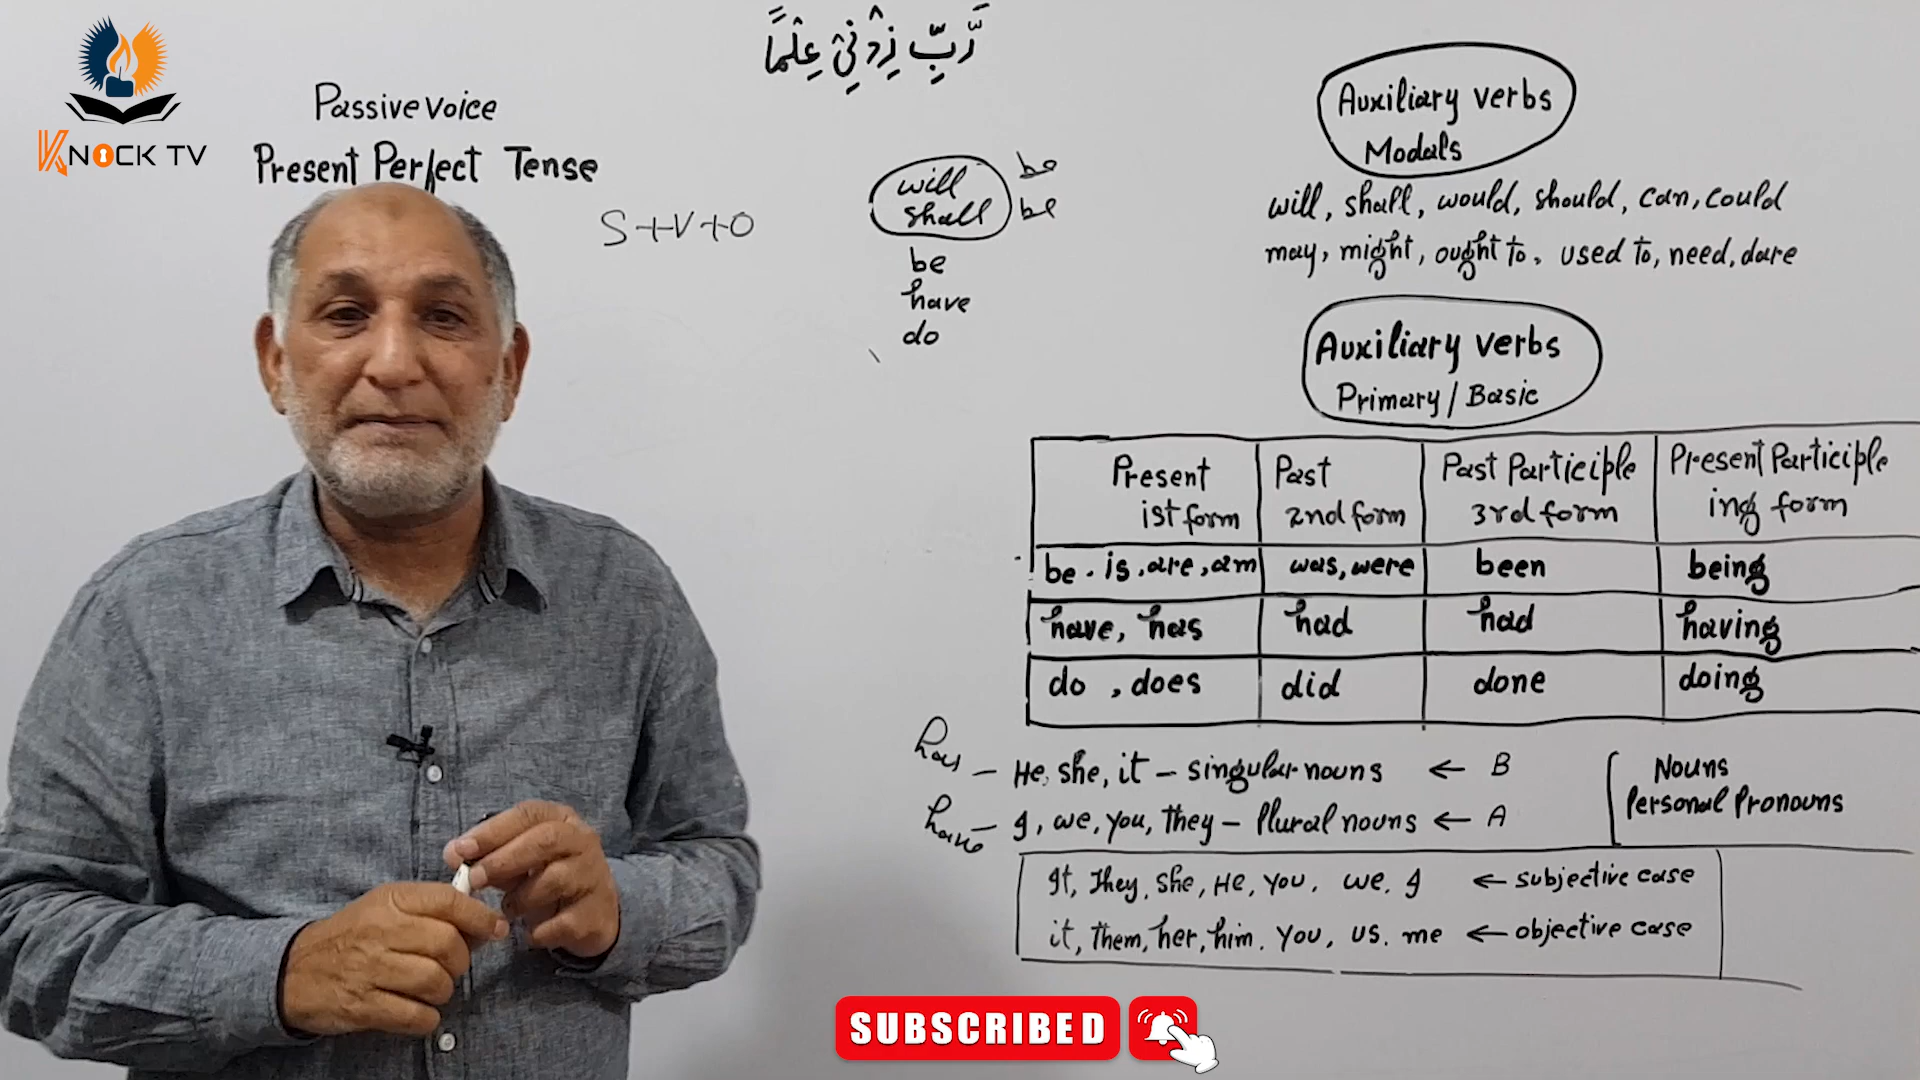 رَّبِّ زِدْنِيْ عِلْمًا
KNOCK TV
Passive voice
Present Perfect Tense
S+V+O
will be
shall be
be
have
do
Auxiliary verbs
Modals
will, shall, would, should, can, could
may, might, ought to, used to, need, dare
Auxiliary verbs
Primary / Basic
Present 1st form | Past 2nd form | Past Participle 3rd form | Present Participle ing form
be . is . are , am | was, were | been | being
have, has | had | had | having
do , does | did | done | doing
has – He, she, it – singular nouns ← B
have – I, we, you, They – Plural nouns ← A
Nouns
Personal Pronouns
It, They, She, He, You, we, I ← subjective case
it, Them, her, him, You, us, me ← objective case
SUBSCRIBED